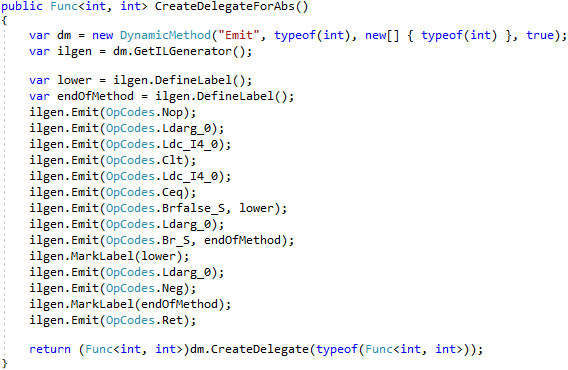 public Func<int, int> CreateDelegateForAbs()
{
    var dm = new DynamicMethod("Emit", typeof(int), new[] { typeof(int) }, true);
    var ilgen = dm.GetILGenerator();

    var lower = ilgen.DefineLabel();
    var endOfMethod = ilgen.DefineLabel();
    ilgen.Emit(OpCodes.Nop);
    ilgen.Emit(OpCodes.Ldarg_0);
    ilgen.Emit(OpCodes.Ldc_I4_0);
    ilgen.Emit(OpCodes.Clt);
    ilgen.Emit(OpCodes.Ldc_I4_0);
    ilgen.Emit(OpCodes.Ceq);
    ilgen.Emit(OpCodes.Brfalse_S, lower);
    ilgen.Emit(OpCodes.Ldarg_0);
    ilgen.Emit(OpCodes.Br_S, endOfMethod);
    ilgen.MarkLabel(lower);
    ilgen.Emit(OpCodes.Ldarg_0);
    ilgen.Emit(OpCodes.Neg);
    ilgen.MarkLabel(endOfMethod);
    ilgen.Emit(OpCodes.Ret);

    return (Func<int, int>)dm.CreateDelegate(typeof(Func<int, int>));
}